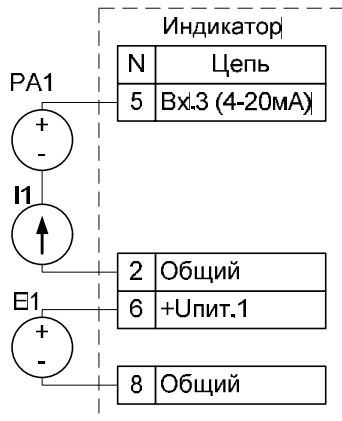 Индикатор
N Цепь
PA1
5 Вх.3 (4-20мА)
+
-
I1
2 Общий
E1
6 +Uпит.1
+
-
8 Общий